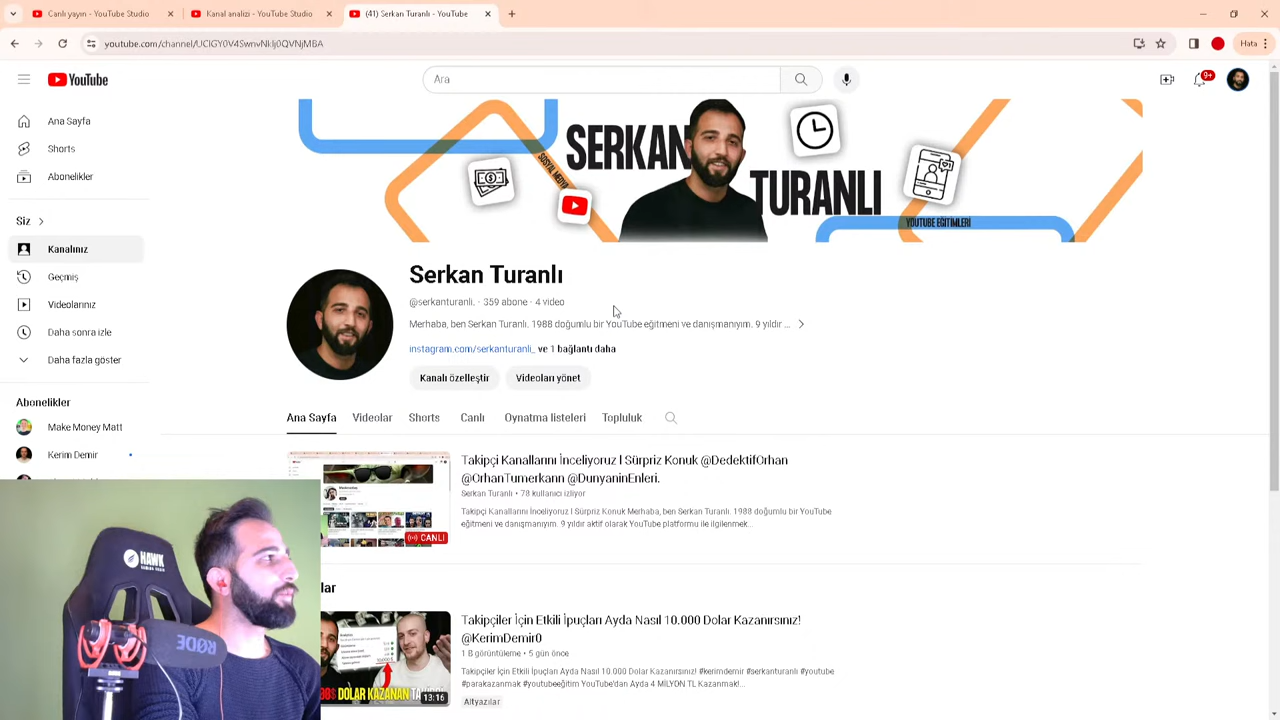 Canlı yayın - YouTube Studio
Kanal analizi - YouTube Studio
(41) Serkan Turanlı - YouTube
Hata
YouTube
Ara
9+
Ana Sayfa
Shorts
Abonelikler
Siz
Kanalınız
Geçmiş
Videolarınız
Daha sonra izle
Daha fazla göster
Abonelikler
Make Money Matt
Kerim Demir
SERKAN
TURANLI
SOSYAL MEDYA
YOUTUBE EĞİTİMLERİ
Serkan Turanlı
@serkanturanli. · 359 abone · 4 video
Merhaba, ben Serkan Turanlı. 1988 doğumlu bir YouTube eğitmeni ve danışmanıyım. 9 yıldır ...
instagram.com/serkanturanli_ ve 1 bağlantı daha
Kanalı özelleştir
Videoları yönet
Ana Sayfa
Videolar
Shorts
Canlı
Oynatma listeleri
Topluluk
Takipçi Kanallarını İnceliyoruz l Sürpriz Konuk @DedektifOrhan
@OrhanTumerkann @DunyaninEnleri.
Serkan Turanlı • 78 kullanıcı izliyor
Takipçi Kanallarını İnceliyoruz l Sürpriz Konuk Merhaba, ben Serkan Turanlı. 1988 doğumlu bir YouTube
eğitmeni ve danışmanıyım. 9 yıldır aktif olarak YouTube platformu ile ilgilenmek...
CANLI
lar
Takipçiler İçin Etkili İpuçları Ayda Nasıl 10.000 Dolar Kazanırsınız!
@KerimDemir0
1 B görüntüleme • 5 gün önce
Takipçiler İçin Etkili İpuçları Ayda Nasıl 10.000 Dolar Kazanırsınız! #kerimdemir #serkanturanlı #youtube
#parakazanmak #youtubeeğitim YouTube'dan Ayda 4 MİLYON TL Kazanmak!...
Altyazılar
DOLAR KAZANAN
13:16
HAWK
RØDE